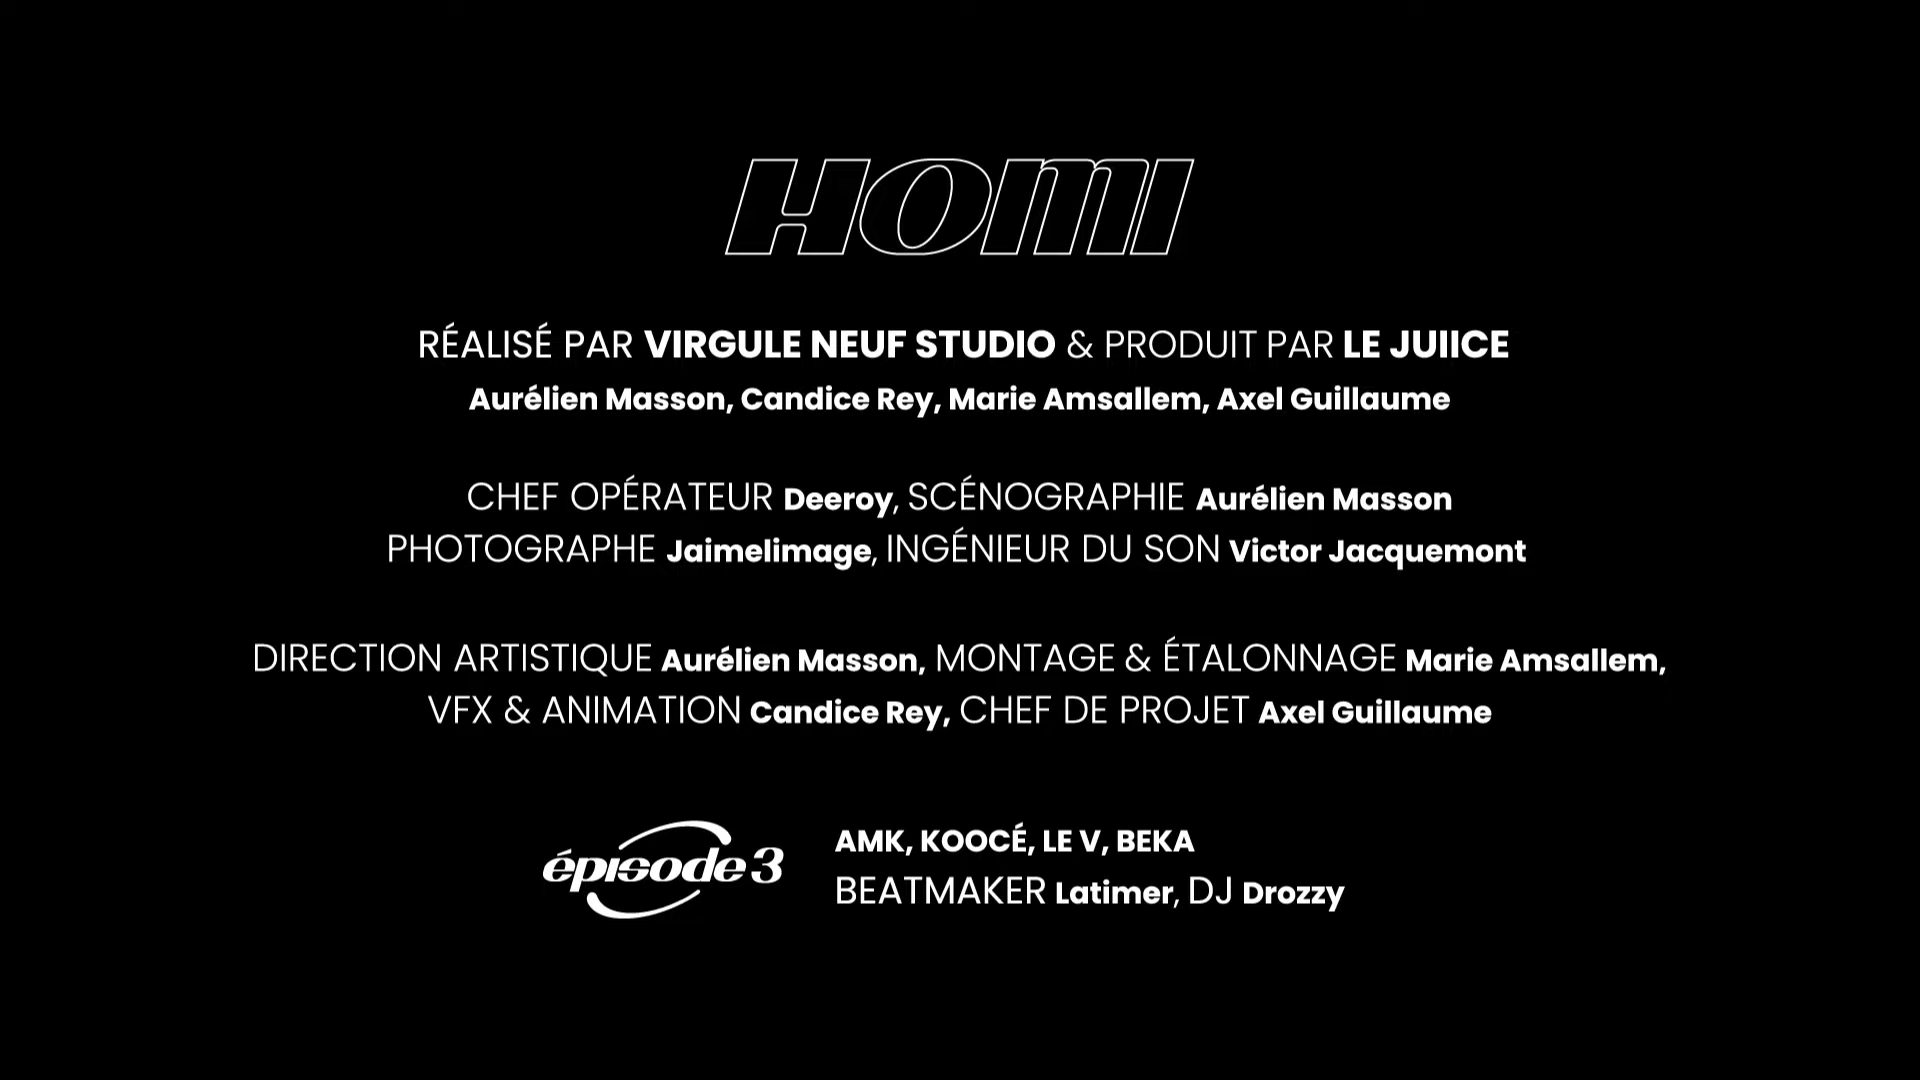 HOMI
RÉALISÉ PAR VIRGULE NEUF STUDIO & PRODUIT PAR LE JUIICE
Aurélien Masson, Candice Rey, Marie Amsallem, Axel Guillaume
CHEF OPÉRATEUR Deeroy, SCÉNOGRAPHIE Aurélien Masson
PHOTOGRAPHE Jaimelimage, INGÉNIEUR DU SON Victor Jacquemont
DIRECTION ARTISTIQUE Aurélien Masson, MONTAGE & ÉTALONNAGE Marie Amsallem,
VFX & ANIMATION Candice Rey, CHEF DE PROJET Axel Guillaume
épisode 3
AMK, KOOCÉ, LE V, BEKA
BEATMAKER Latimer, DJ Drozzy